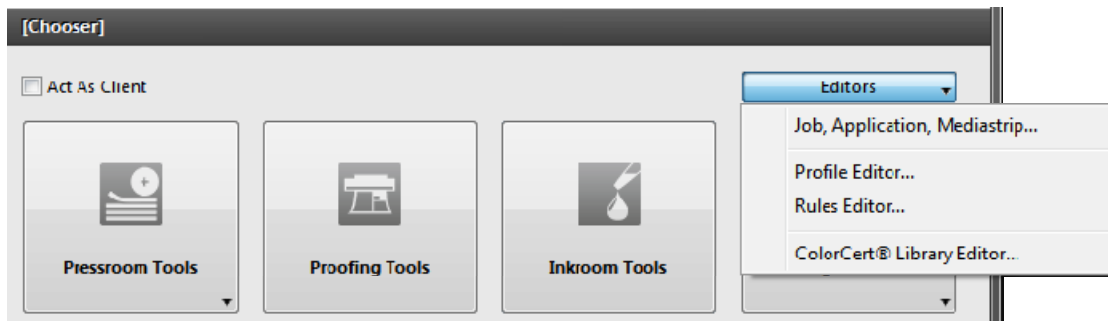 [Chooser]
Act As Client
Editors
Job, Application, Mediastrip...
Profile Editor...
Rules Editor...
ColorCert® Library Editor...
Pressroom Tools
Proofing Tools
Inkroom Tools